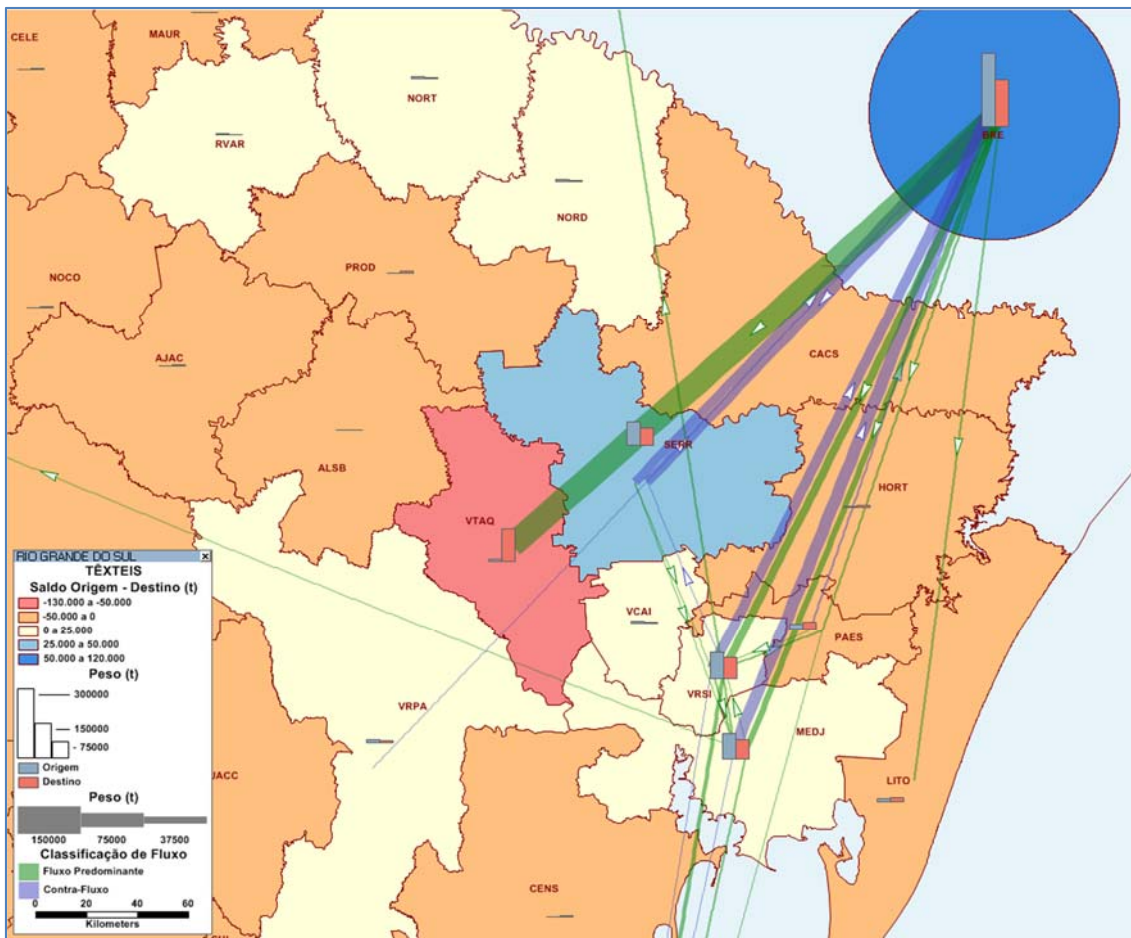 CELE
MAUR
NORT
BRE
RVAR
NORD
PROD
NOCO
AJAC
CACS
ALSB
SERR
HORT
VTAQ
VCAI
PAES
VRSI
VRPA
MEDJ
JACC
LITO
CENS
RIO GRANDE DO SUL
TÊXTEIS
Saldo Origem - Destino (t)
-130.000 a -50.000
-50.000 a 0
0 a 25.000
25.000 a 50.000
50.000 a 120.000
Peso (t)
300000
150000
75000
Origem
Destino
Peso (t)
150000 75000 37500
Classificação de Fluxo
Fluxo Predominante
Contra-Fluxo
0 20 40 60
Kilometers